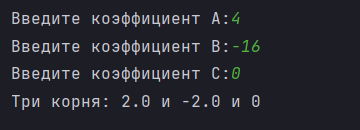 Введите коэффициент A:4
Введите коэффициент B:-16
Введите коэффициент C:0
Три корня: 2.0 и -2.0 и 0